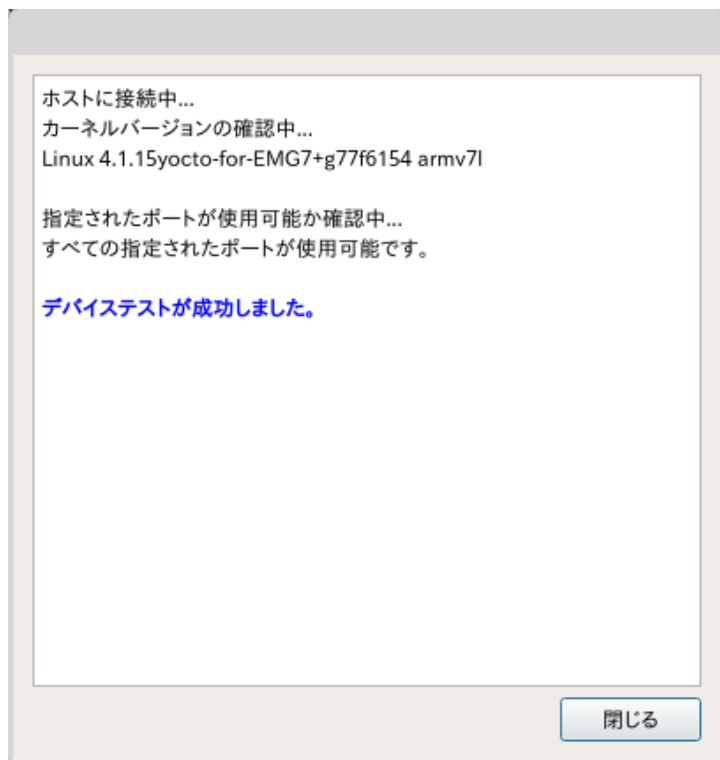 ホストに接続中...
カーネルバージョンの確認中...
Linux 4.1.15yocto-for-EMG7+g77f6154 armv7l
指定されたポートが使用可能か確認中...
すべての指定されたポートが使用可能です。
デバイステストが成功しました。
閉じる